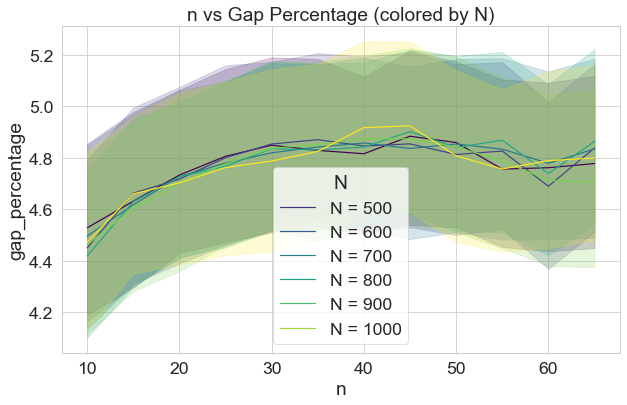 n vs Gap Percentage (colored by N)
5.2
5.0
4.8
4.6
4.4
4.2
gap_percentage
N
N = 500
N = 600
N = 700
N = 800
N = 900
N = 1000
10 20 30 40 50 60
n